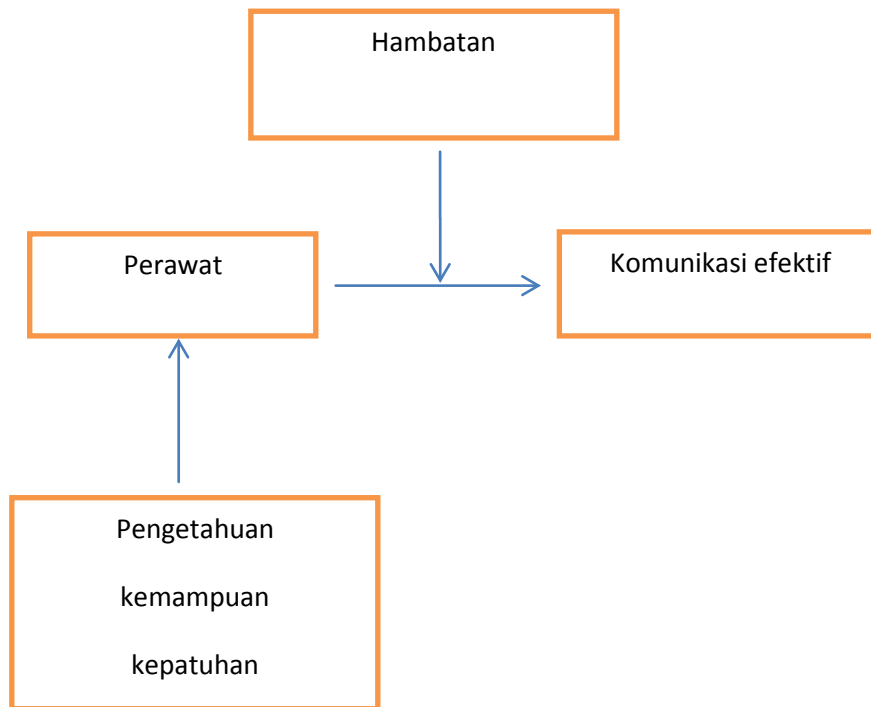 Hambatan
Perawat
Komunikasi efektif
Pengetahuan
kemampuan
kepatuhan